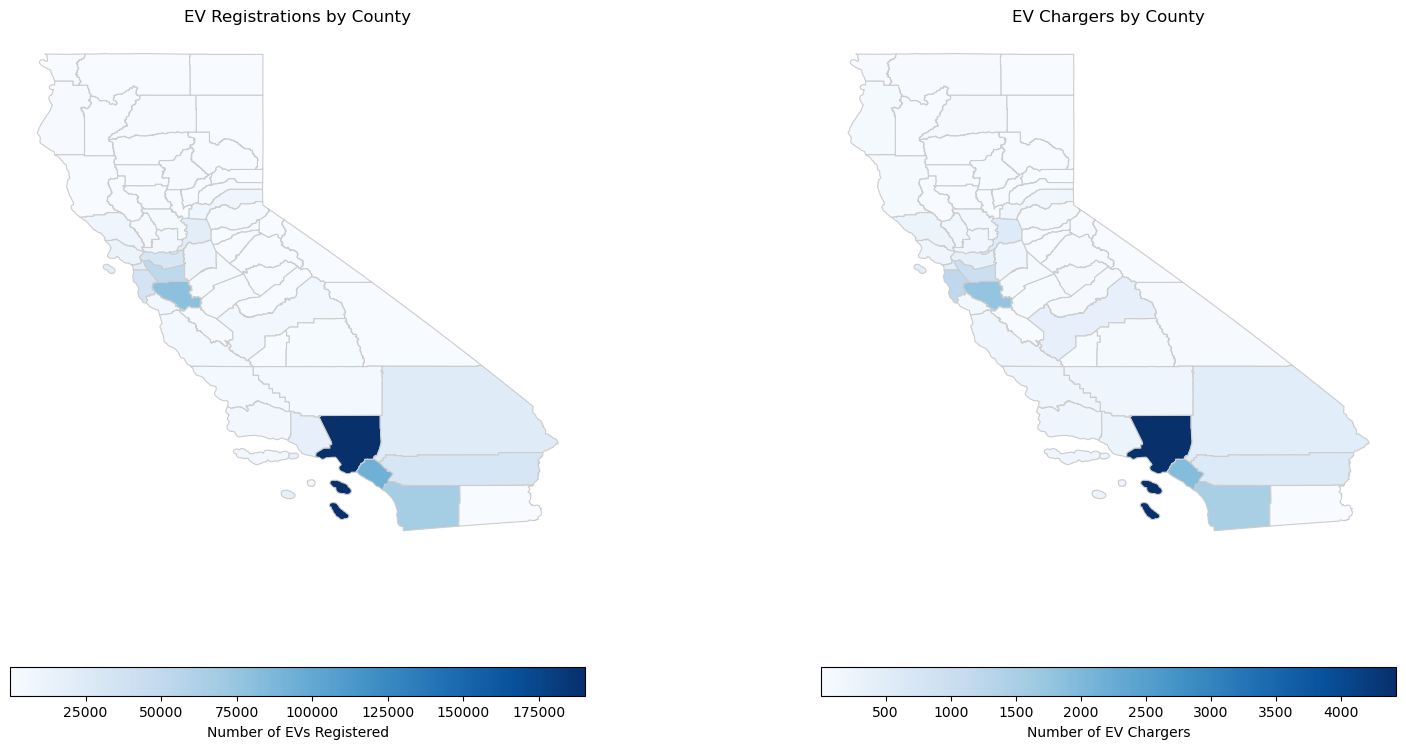 EV Registrations by County
EV Chargers by County
25000 50000 75000 100000 125000 150000 175000
Number of EVs Registered
500 1000 1500 2000 2500 3000 3500 4000
Number of EV Chargers